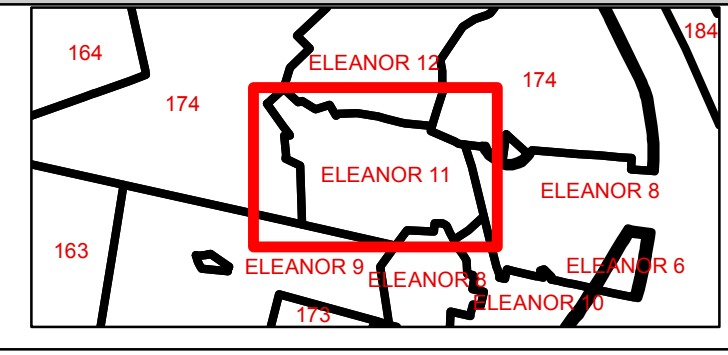 184
164
ELEANOR 12
174
174
ELEANOR 11
ELEANOR 8
163
ELEANOR 9
ELEANOR 6
ELEANOR 8
ELEANOR 10
173